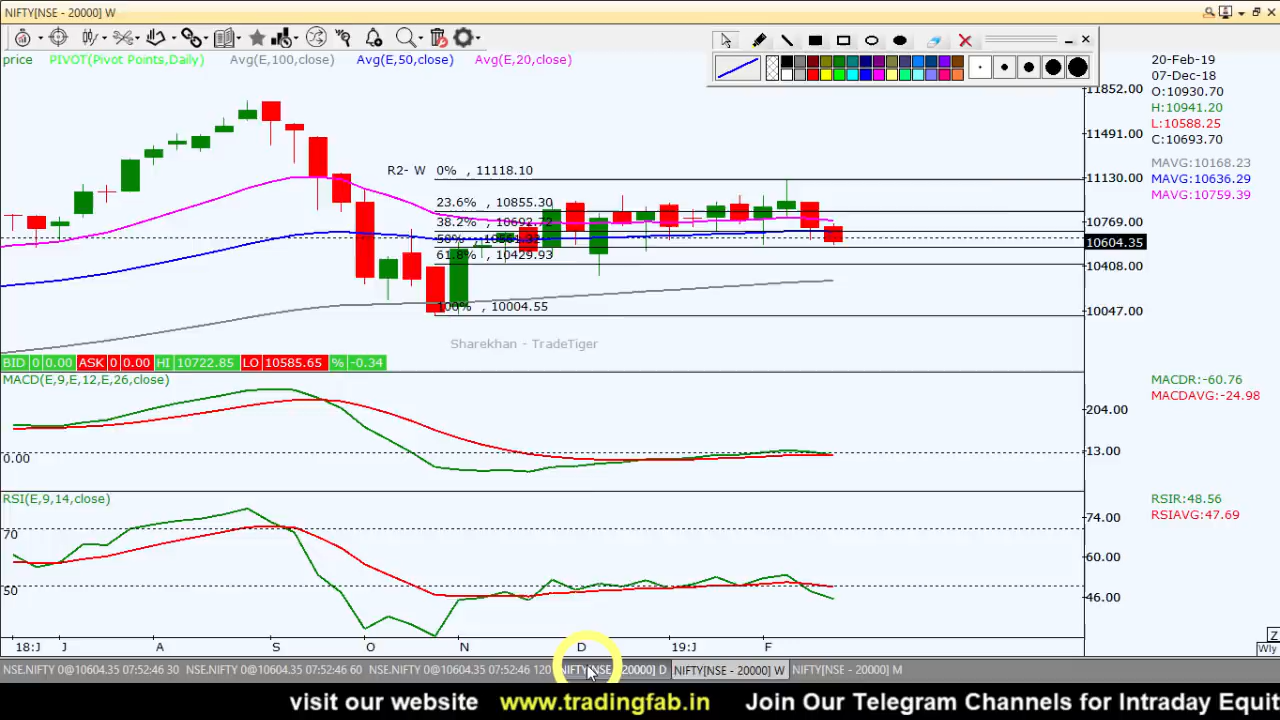 NIFTY[NSE - 20000] W
price PIVOT(Pivot Points,Daily) Avg(E,100,close) Avg(E,50,close) Avg(E,20,close)
20-Feb-19
07-Dec-18
O:10930.70
H:10941.20
L:10588.25
C:10693.70
MAVG:10168.23
MAVG:10636.29
MAVG:10759.39
11852.00
11491.00
11130.00
10769.00
10604.35
10408.00
10047.00
R2- W 0% , 11118.10
23.6% , 10855.30
38.2% , 10692.72
50% ,
61.8% , 10429.93
100% , 10004.55
Sharekhan - TradeTiger
BID 0 0.00 ASK 0 0.00 HI 10722.85 LO 10585.65 % -0.34
MACD(E,9,E,12,E,26,close)
MACDR:-60.76
MACDAVG:-24.98
204.00
13.00
0.00
RSI(E,9,14,close)
RSIR:48.56
RSIAVG:47.69
74.00
60.00
46.00
70
50
18:J J A S O N D 19:J F
Z
Wly
NSE.NIFTY 0@10604.35 07:52:46 30 NSE.NIFTY 0@10604.35 07:52:46 60 NSE.NIFTY 0@10604.35 07:52:46 120 NIFTY[NSE - 20000] D NIFTY[NSE - 20000] W NIFTY[NSE - 20000] M
visit our website www.tradingfab.in Join Our Telegram Channels for Intraday Equit